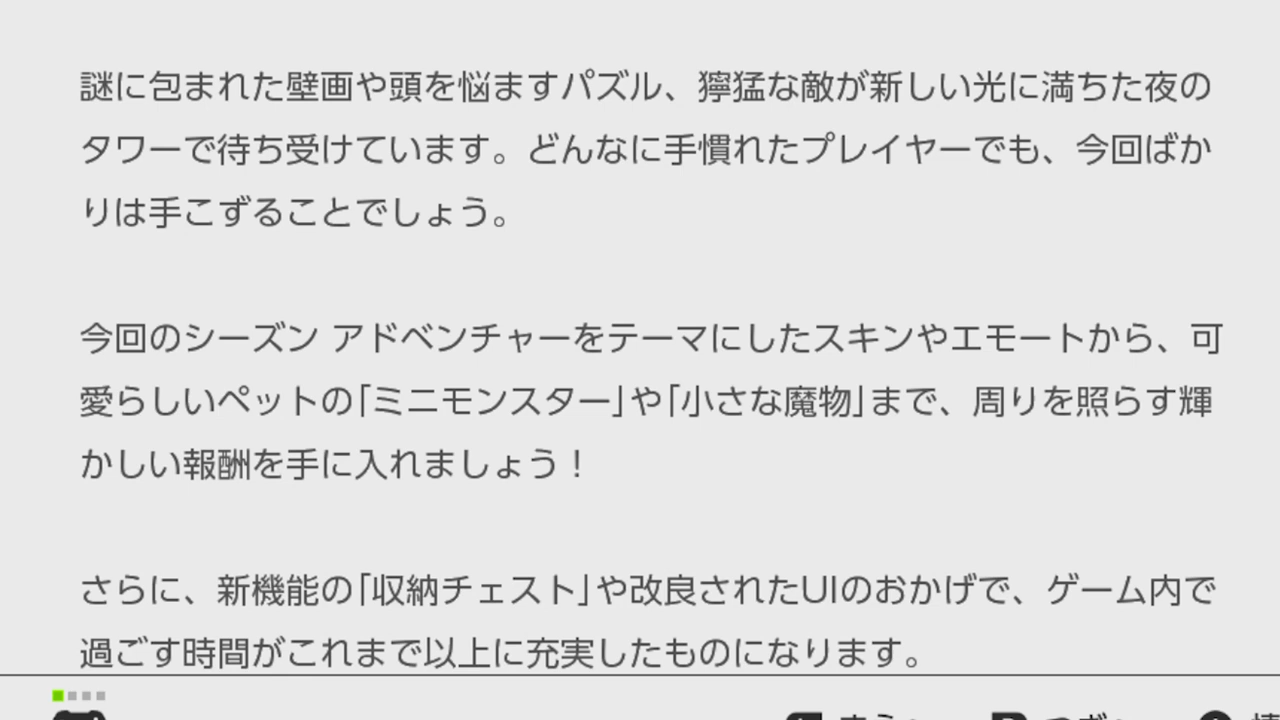 謎に包まれた壁画や頭を悩ますパズル、獰猛な敵が新しい光に満ちた夜の
タワーで待ち受けています。どんなに手慣れたプレイヤーでも、今回ばか
りは手こずることでしょう。
今回のシーズン アドベンチャーをテーマにしたスキンやエモートから、可
愛らしいペットの「ミニモンスター」や「小さな魔物」まで、周りを照らす輝
かしい報酬を手に入れましょう！
さらに、新機能の「収納チェスト」や改良されたUIのおかげで、ゲーム内で
過ごす時間がこれまで以上に充実したものになります。